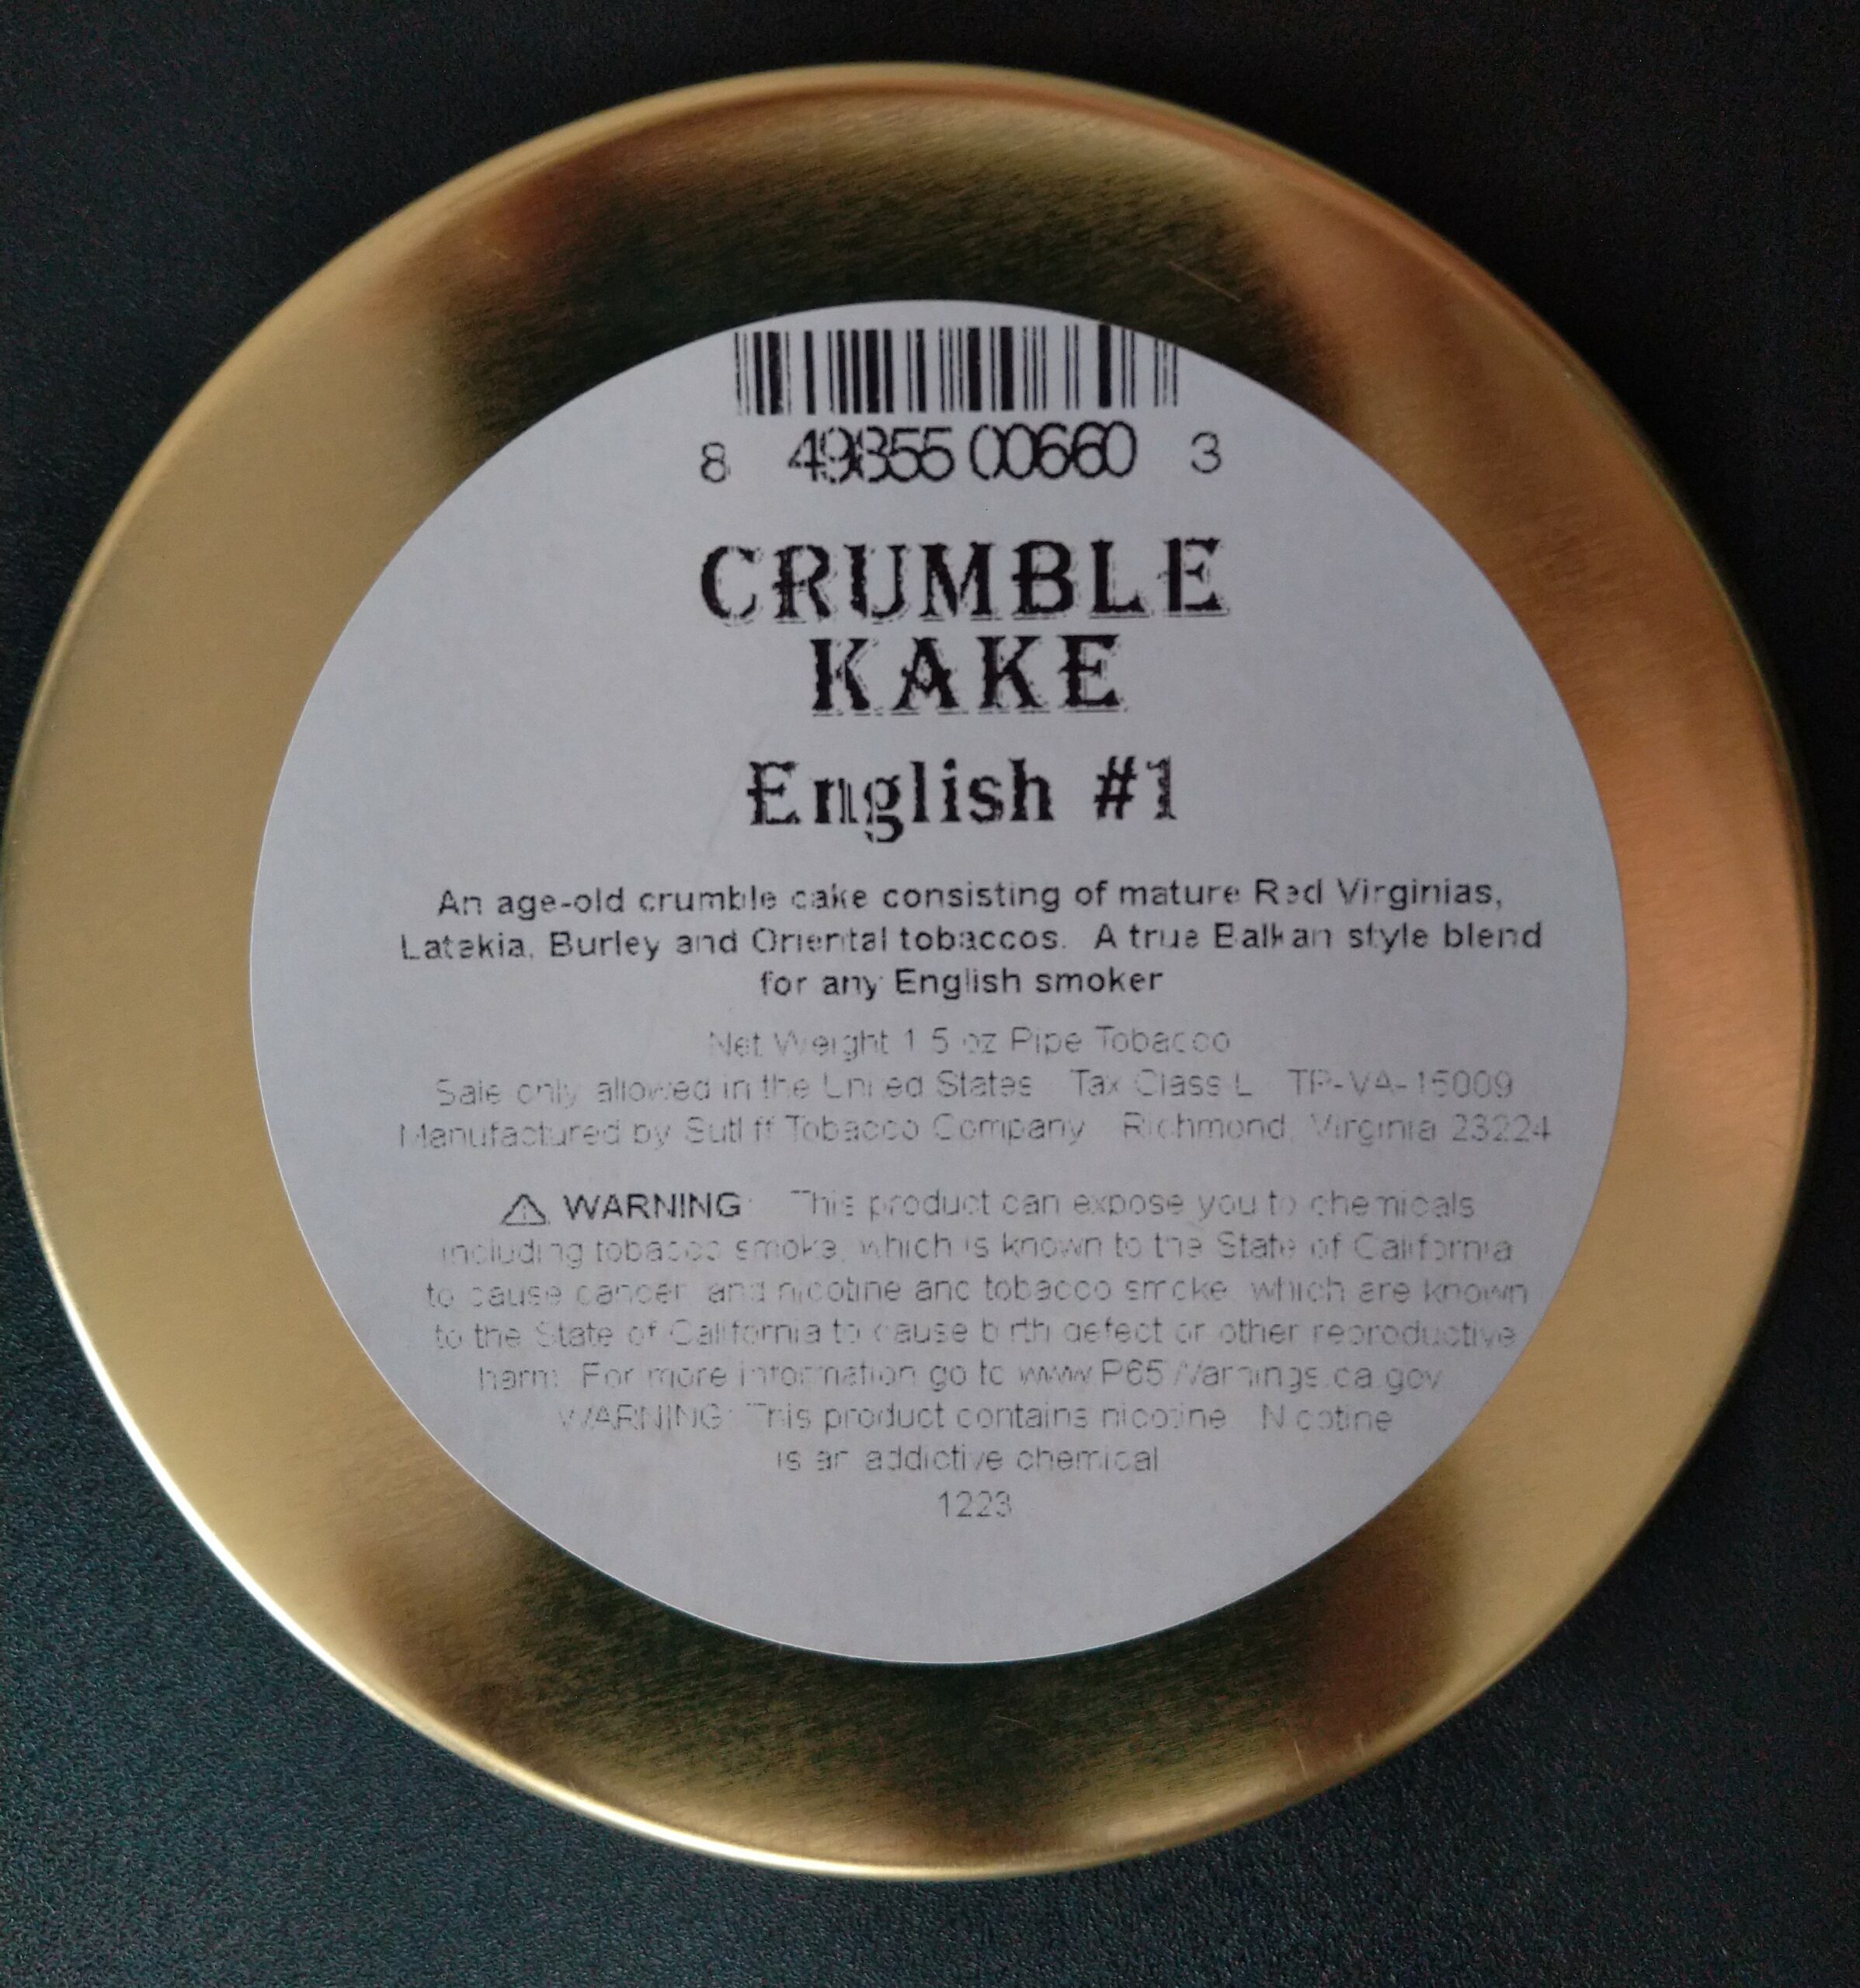 8 49855 00660 3
CRUMBLE
KAKE
English #1
An age-old crumble cake consisting of mature Red Virginias,
Latakia, Burley and Oriental tobaccos. A true Balkan style blend
for any English smoker
Net Weight 1.5 oz Pipe Tobacco
Sale only allowed in the United States Tax Class L TP-VA-15009
Manufactured by Sutliff Tobacco Company Richmond, Virginia 23224
⚠ WARNING: This product can expose you to chemicals
including tobacco smoke, which is known to the State of California
to cause cancer, and nicotine and tobacco smoke, which are known
to the State of California to cause birth defect or other reproductive
harm. For more information go to www.P65Warnings.ca.gov
WARNING: This product contains nicotine. Nicotine
is an addictive chemical
1223